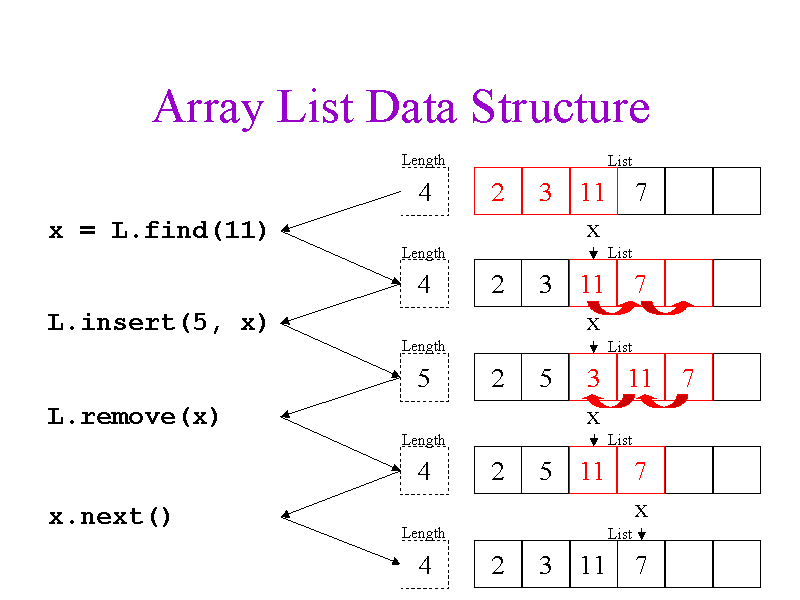 Array List Data Structure
Length List
4 2 3 11 7
x = L.find(11)
x
Length List
4 2 3 11 7
L.insert(5, x)
x
Length List
5 2 5 3 11 7
L.remove(x)
x
Length List
4 2 5 11 7
x.next()
x
Length List
4 2 3 11 7